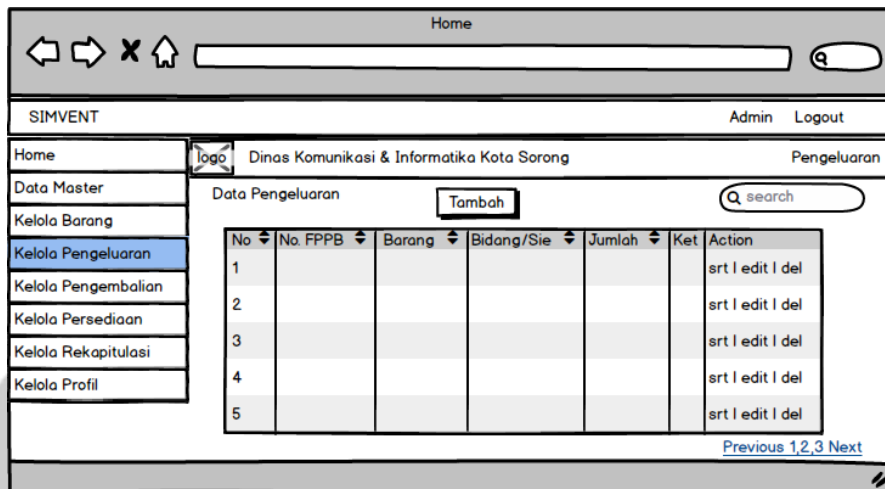 Home
SIMVENT Admin Logout
Home
Data Master
Kelola Barang
Kelola Pengeluaran
Kelola Pengembalian
Kelola Persediaan
Kelola Rekapitulasi
Kelola Profil
logo Dinas Komunikasi & Informatika Kota Sorong Pengeluaran
Data Pengeluaran Tambah search
No No. FPPB Barang Bidang/Sie Jumlah Ket Action
1 srt | edit | del
2 srt | edit | del
3 srt | edit | del
4 srt | edit | del
5 srt | edit | del
Previous 1,2,3 Next